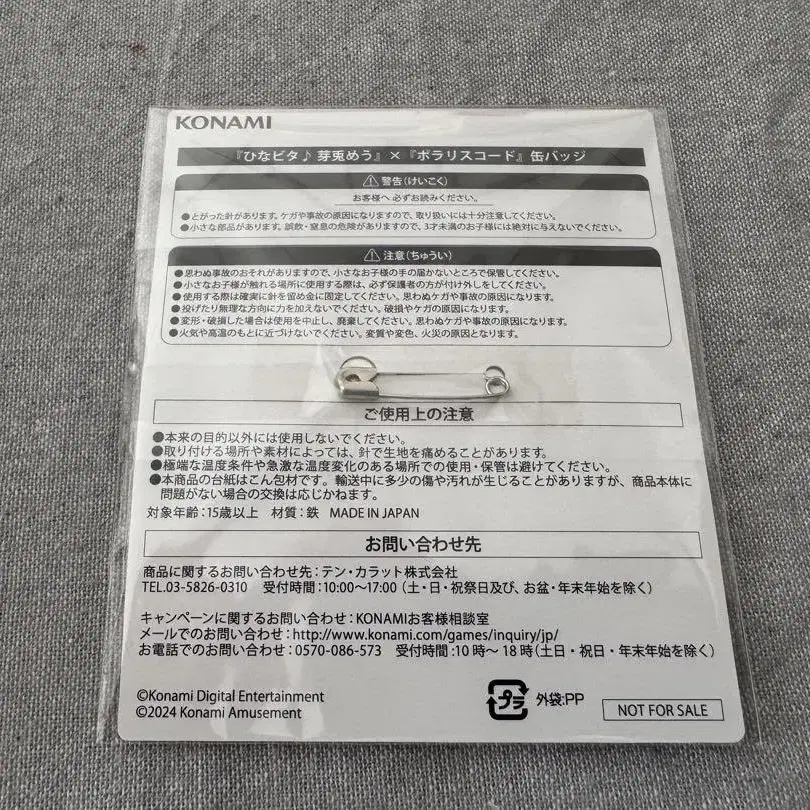 KONAMI
『ひなビタ♪ 芽兎めう』×『ポラリスコード』缶バッジ
⚠警告(けいこく)
お客様へ 必ずお読みください。
●とがった針があります。ケガや事故の原因になりますので、取り扱いには十分注意してください。
●小さな部品があります。誤飲・窒息の危険がありますので、3才未満のお子様には絶対に与えないでください。
⚠注意(ちゅうい)
●思わぬ事故のおそれがありますので、小さなお子様の手の届かないところで保管してください。
●小さなお子様が触れる場所に使用する際は、必ず保護者の方が付け外しをしてください。
●使用する際は確実に針を留め金に固定してください。思わぬケガや事故の原因になります。
●投げたり無理な方向に力を加えないでください。破損やケガの原因になります。
●変形・破損した場合は使用を中止し、廃棄してください。思わぬケガや事故の原因になります。
●火気や高温のもとに近づけないでください。変質や変色、火災の原因となります。
ご使用上の注意
●本来の目的以外には使用しないでください。
●取り付ける場所や素材によっては、針で生地を痛めることがあります。
●極端な温度条件や急激な温度変化のある場所での使用・保管は避けてください。
●本商品の台紙はこん包材です。輸送中に多少の傷や汚れが生じることがありますが、商品本体に
問題がない場合の交換は応じかねます。
対象年齢:15歳以上 材質:鉄 MADE IN JAPAN
お問い合わせ先
商品に関するお問い合わせ先:テン・カラット株式会社
TEL.03-5826-0310 受付時間:10:00〜17:00(土・日・祝祭日及び、お盆・年末年始を除く)
キャンペーンに関するお問い合わせ:KONAMIお客様相談室
メールでのお問い合わせ:http://www.konami.com/games/inquiry/jp/
お電話でのお問い合わせ:0570-086-573 受付時間:10時〜18時(土日・祝日・年末年始を除く)
©Konami Digital Entertainment
©2024 Konami Amusement
プラ 外袋:PP
NOT FOR SALE